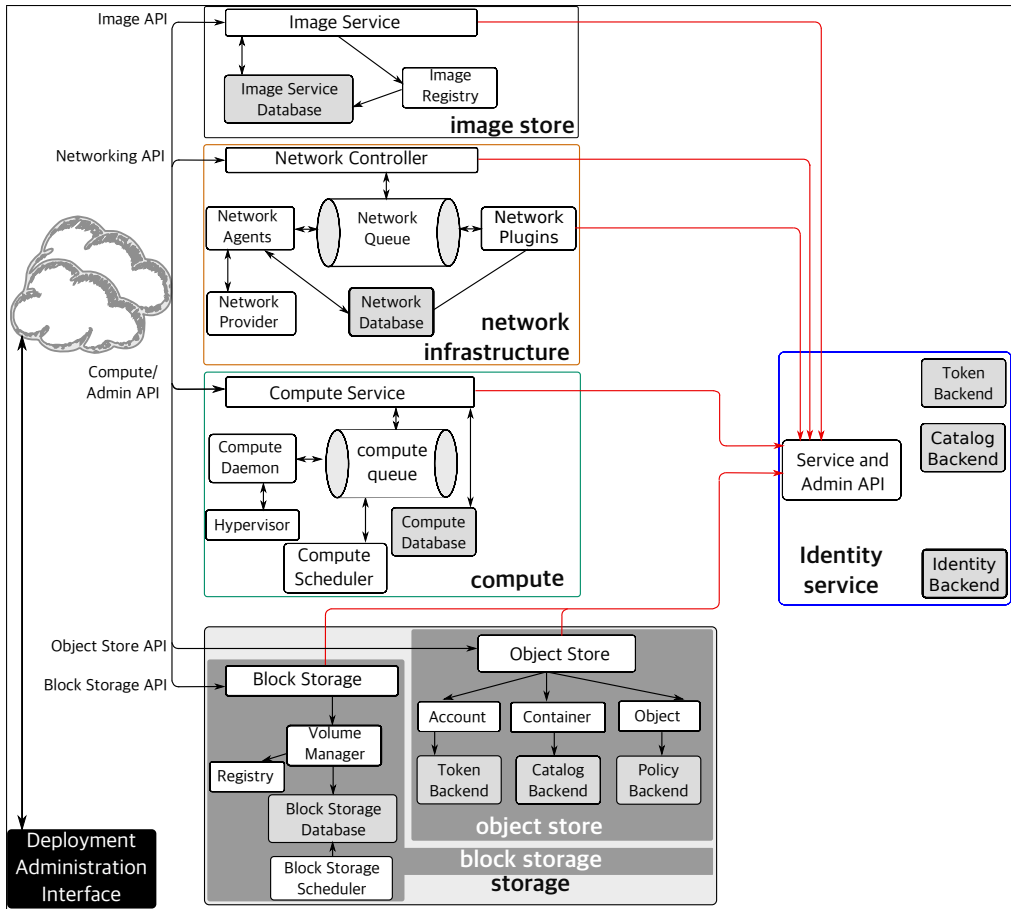 Image API
Image Service
Image Service
Database
Image
Registry
image store
Networking API
Network Controller
Network
Agents
Network
Queue
Network
Plugins
Network
Provider
Network
Database
network
infrastructure
Compute/
Admin API
Compute Service
Compute
Daemon
compute
queue
Hypervisor
Compute
Database
Compute
Scheduler
compute
Token
Backend
Catalog
Backend
Service and
Admin API
Identity
service
Identity
Backend
Object Store API
Object Store
Block Storage API
Block Storage
Account
Container
Object
Volume
Manager
Registry
Token
Backend
Catalog
Backend
Policy
Backend
Block Storage
Database
object store
block storage
Block Storage
Scheduler
storage
Deployment
Administration
Interface